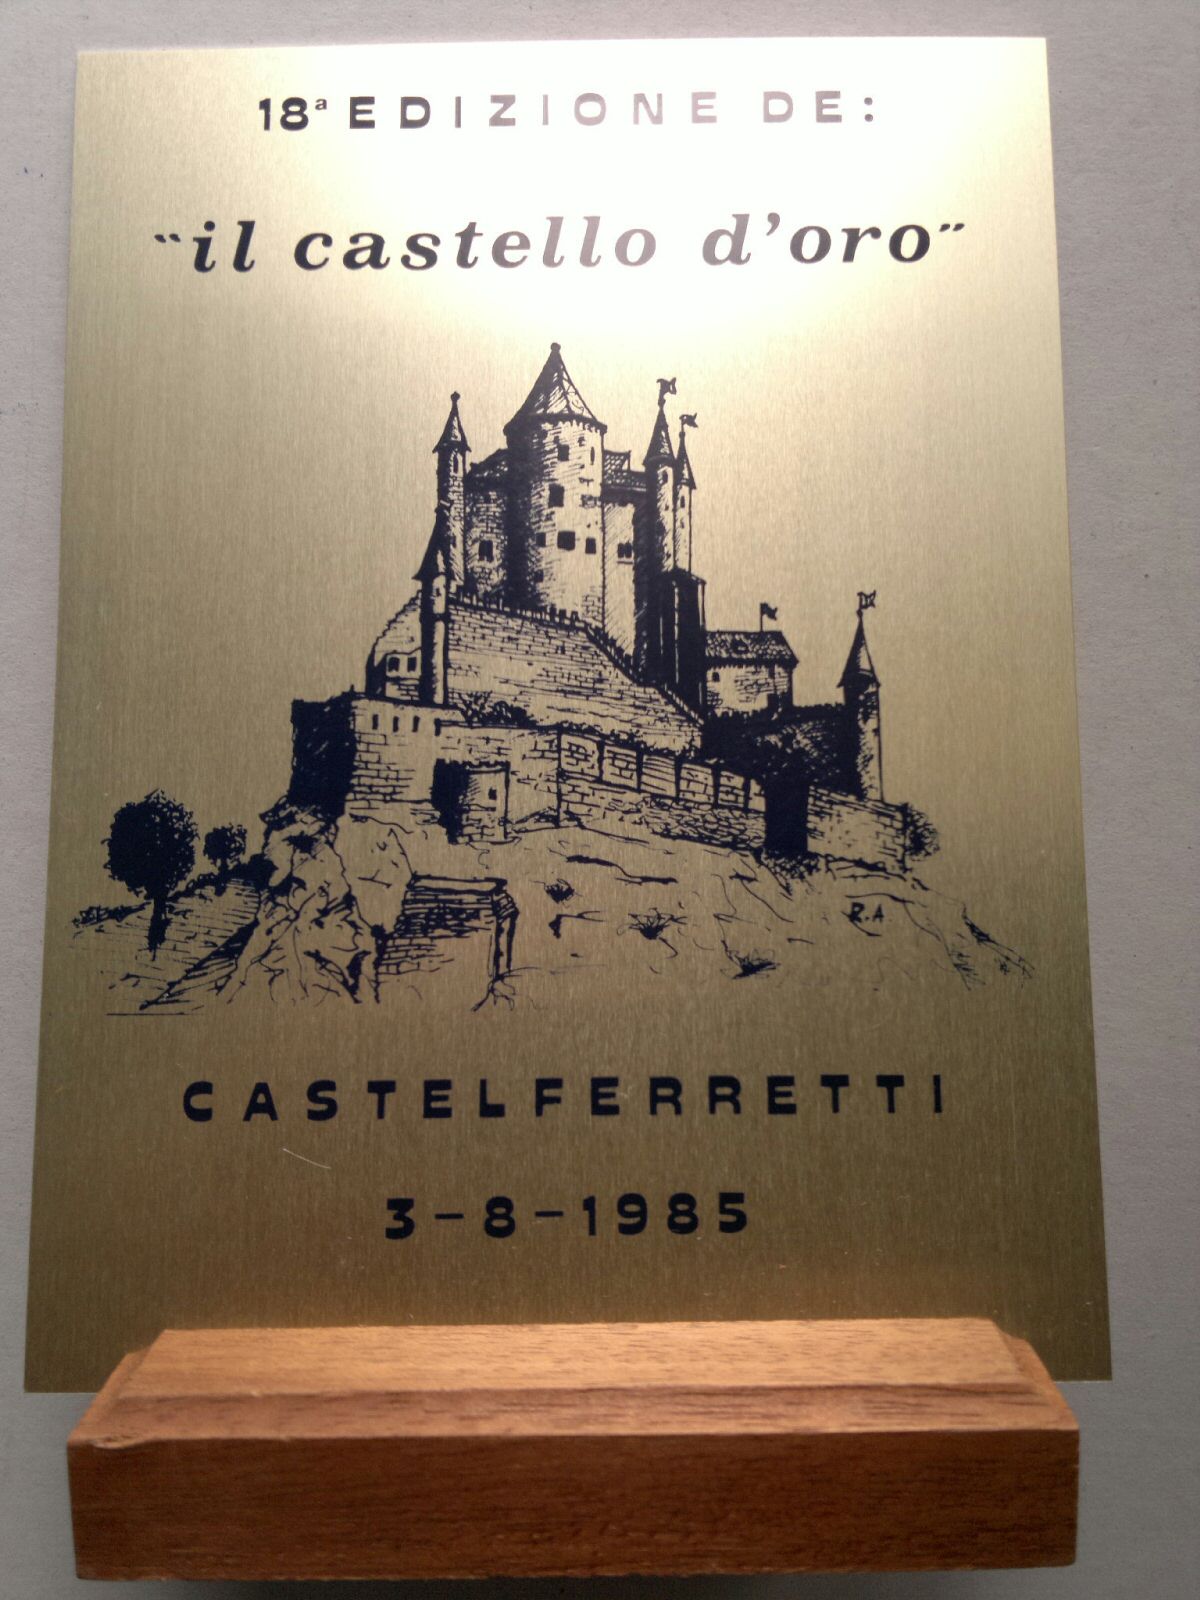 18ª EDIZIONE DE:
"il castello d'oro"
R.A.
CASTELFERRETTI
3-8-1985